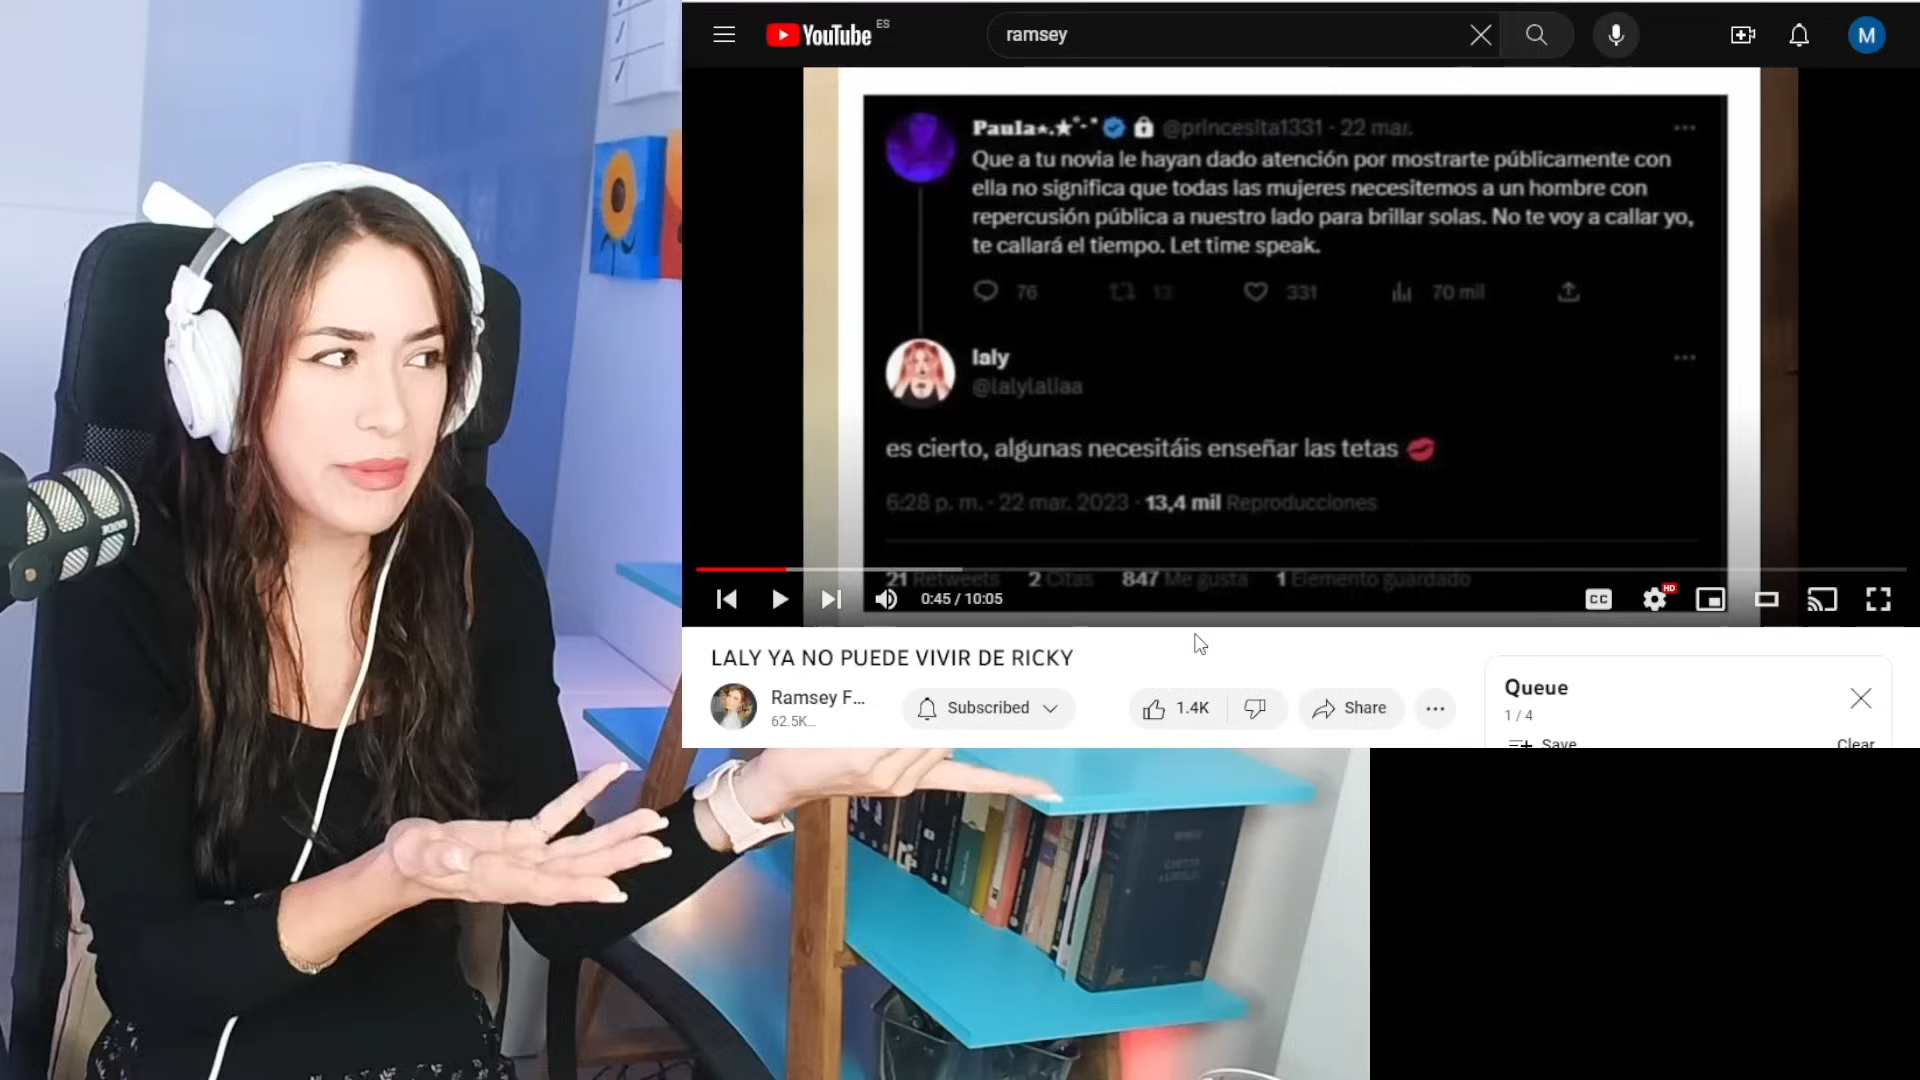 YouTube ES
ramsey
M
Paula⋆.★ @princesita1331 · 22 mar.
Que a tu novia le hayan dado atención por mostrarte públicamente con
ella no significa que todas las mujeres necesitemos a un hombre con
repercusión pública a nuestro lado para brillar solas. No te voy a callar yo,
te callará el tiempo. Let time speak.
76 13 331 70 mil
laly
@lalylallaa
es cierto, algunas necesitáis enseñar las tetas 💋
6:28 p. m. · 22 mar. 2023 · 13,4 mil Reproducciones
21 Retweets 2 Citas 847 Me gusta 1 Elemento guardado
0:45 / 10:05
CC HD
LALY YA NO PUEDE VIVIR DE RICKY
Ramsey F...
62.5K...
Subscribed
1.4K
Share
Queue
1 / 4
Save
Clear
RODE